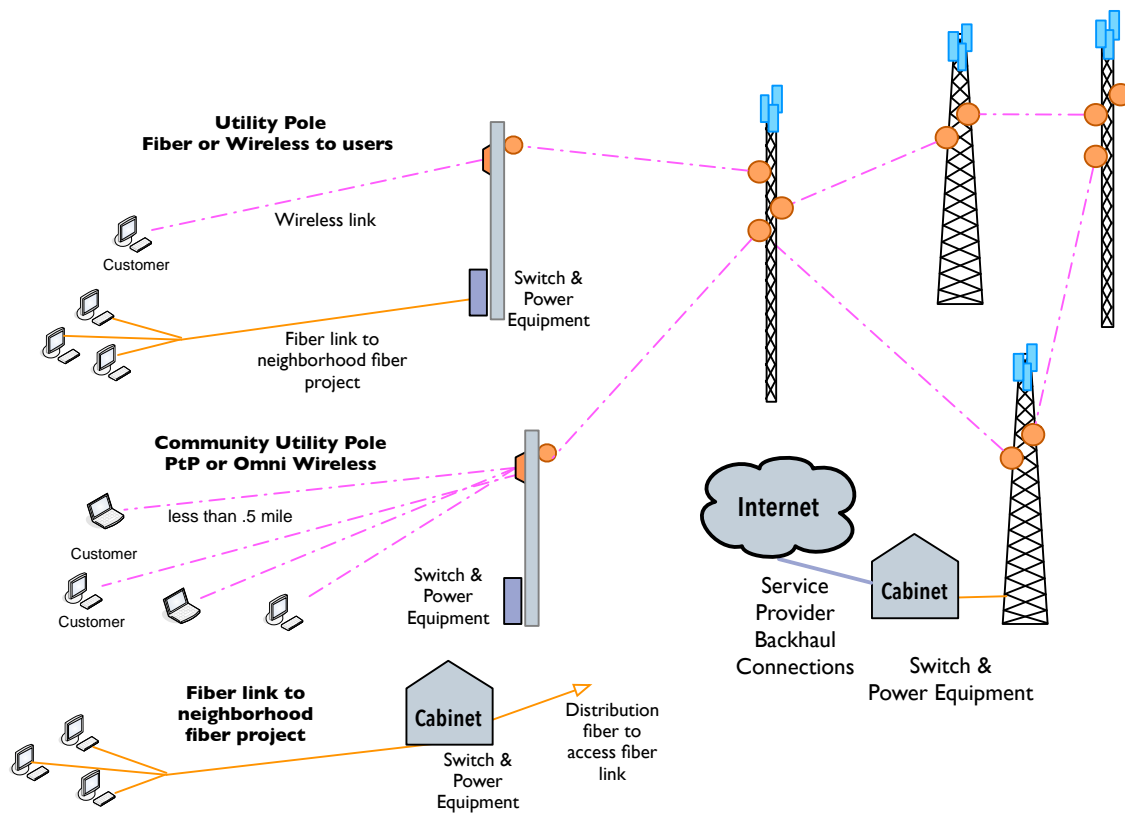 Utility Pole
Fiber or Wireless to users
Wireless link
Customer
Switch &
Power
Equipment
Fiber link to
neighborhood fiber
project
Community Utility Pole
PtP or Omni Wireless
less than .5 mile
Customer
Customer
Switch &
Power
Equipment
Internet
Cabinet
Service
Provider
Backhaul
Connections
Switch &
Power Equipment
Fiber link to
neighborhood
fiber project
Cabinet
Switch &
Power
Equipment
Distribution
fiber to
access fiber
link